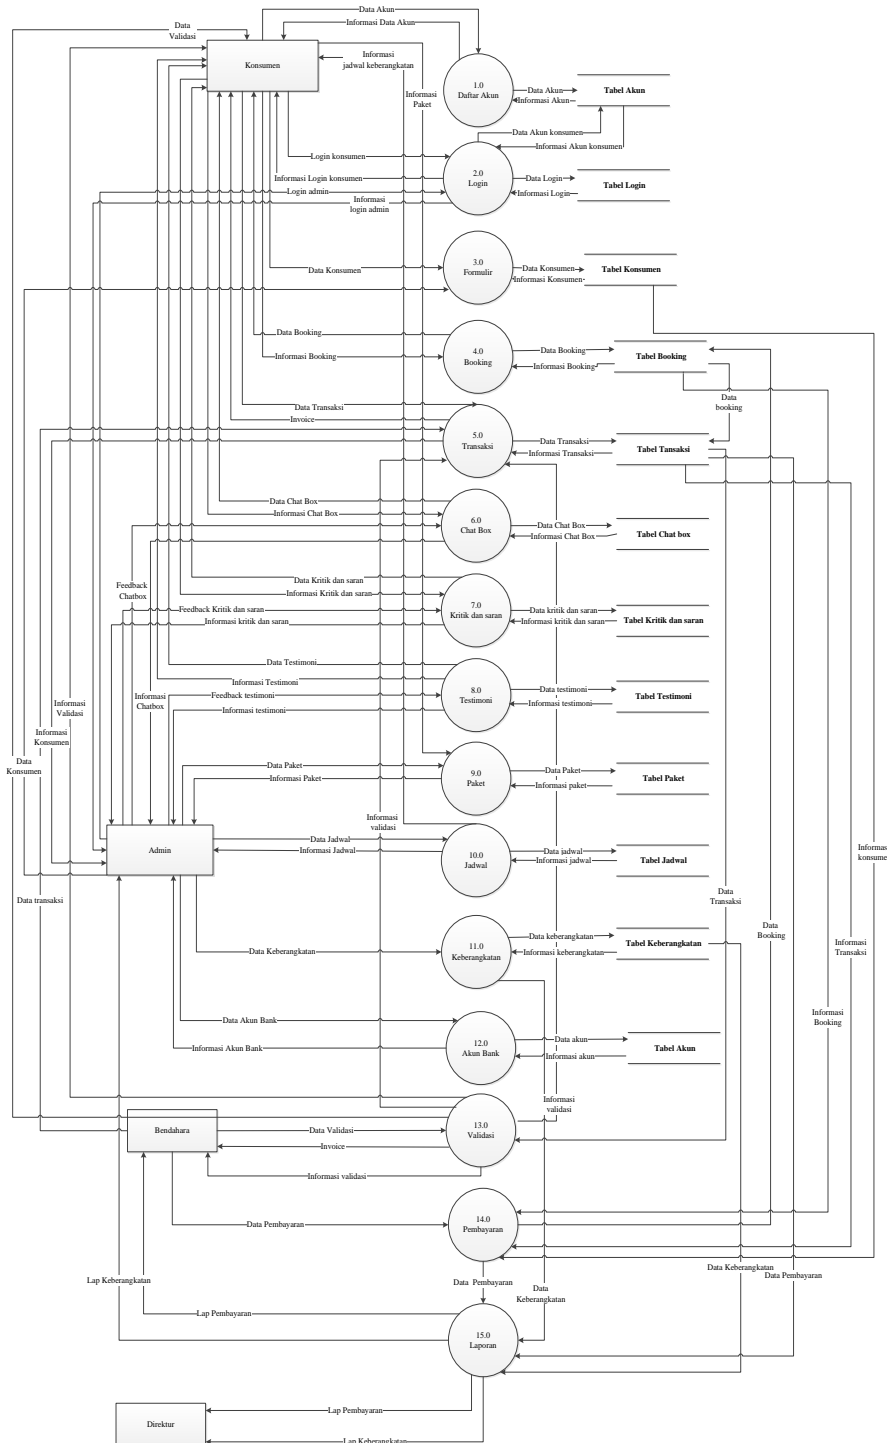 Data Akun
Data
Validasi
Informasi Data Akun
Konsumen
Informasi
jadwal keberangkatan
Informasi
Paket
1.0
Daftar Akun
Data Akun
Informasi Akun
Tabel Akun
Data Akun konsumen
Informasi Akun konsumen
Login konsumen
2.0
Login
Informasi Login konsumen
Data Login
Informasi Login
Tabel Login
Login admin
Informasi
login admin
3.0
Formulir
Data Konsumen
Data Konsumen
Informasi Konsumen
Tabel Konsumen
Data Booking
Informasi Booking
4.0
Booking
Data Booking
Informasi Booking
Tabel Booking
Data
booking
Data Transaksi
Invoice
5.0
Transaksi
Data Transaksi
Informasi Transaksi
Tabel Tansaksi
Data Chat Box
Informasi Chat Box
6.0
Chat Box
Data Chat Box
Informasi Chat Box
Tabel Chat box
Feedback
Chatbox
Data Kritik dan saran
Informasi Kritik dan saran
Feedback Kritik dan saran
Informasi kritik dan saran
7.0
Kritik dan saran
Data kritik dan saran
Informasi kritik dan saran
Tabel Kritik dan saran
Data Testimoni
Informasi Testimoni
Feedback testimoni
Informasi testimoni
8.0
Testimoni
Data testimoni
Informasi testimoni
Tabel Testimoni
Informasi
Validasi
Informasi
Chatbox
Informasi
Konsumen
Data
Konsumen
Data Paket
Informasi Paket
9.0
Paket
Data Paket
Informasi paket
Tabel Paket
Informasi
validasi
Admin
Data Jadwal
Informasi Jadwal
10.0
Jadwal
Data jadwal
Informasi jadwal
Tabel Jadwal
Informas
konsume
Data transaksi
Data
Transaksi
Data
Booking
Informasi
Transaksi
Data Keberangkatan
11.0
Keberangkatan
Data keberangkatan
Informasi keberangkatan
Tabel Keberangkatan
Informasi
Booking
Data Akun Bank
Informasi Akun Bank
12.0
Akun Bank
Data akun
Informasi akun
Tabel Akun
Informasi
validasi
Bendahara
Data Validasi
Invoice
Informasi validasi
13.0
Validasi
Data Pembayaran
14.0
Pembayaran
Lap Keberangkatan
Data  Pembayaran
Data
Keberangkatan
Data Keberangkatan
Data Pembayaran
Lap Pembayaran
15.0
Laporan
Direktur
Lap Pembayaran
Lap Keberangkatan